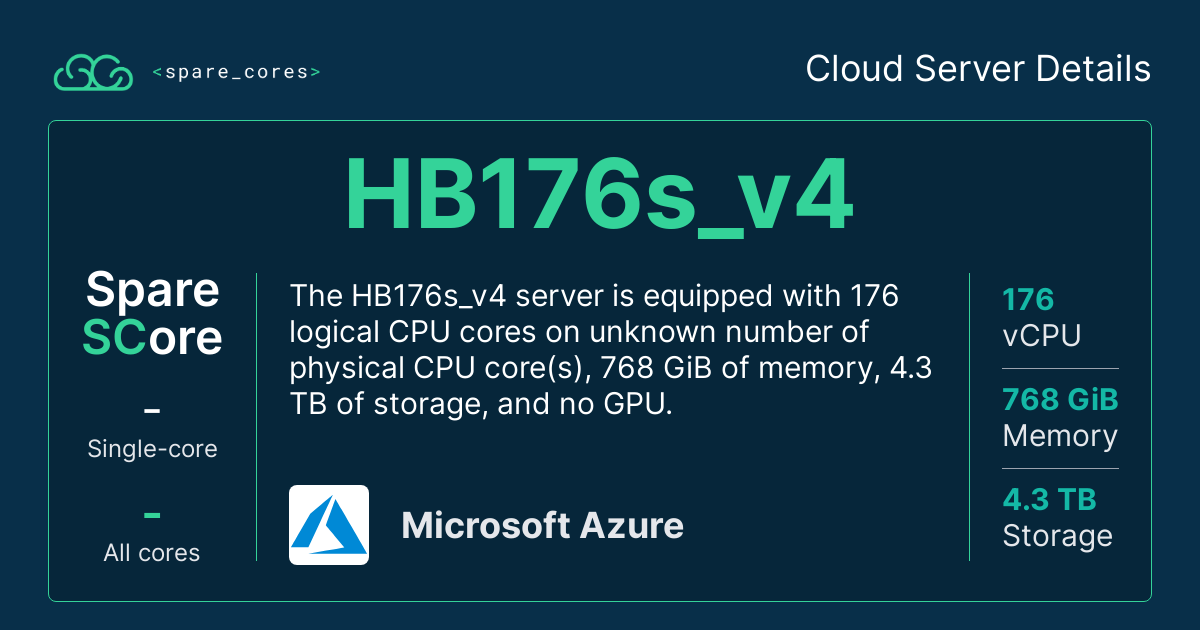 <spare_cores>
Cloud Server Details
HB176s_v4
Spare
SCore
-
Single-core
-
All cores
The HB176s_v4 server is equipped with 176
logical CPU cores on unknown number of
physical CPU core(s), 768 GiB of memory, 4.3
TB of storage, and no GPU.
Microsoft Azure
176
vCPU
768 GiB
Memory
4.3 TB
Storage